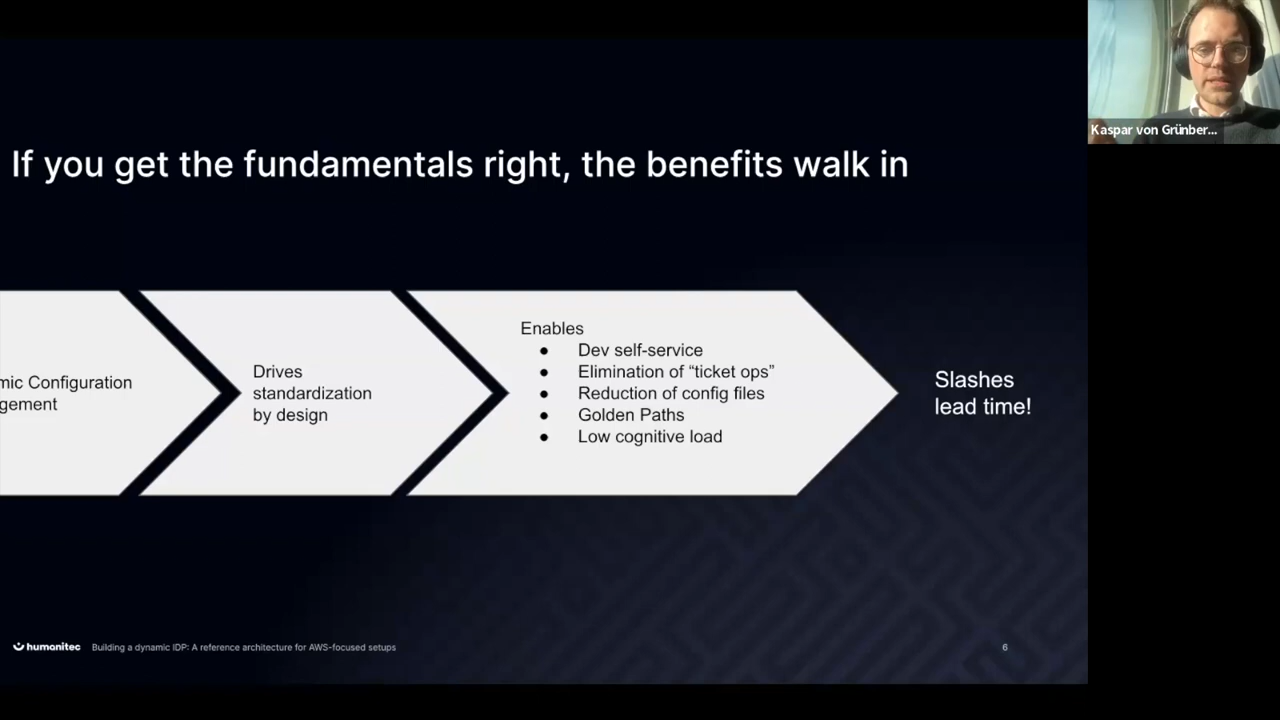 Kaspar von Grünber...
If you get the fundamentals right, the benefits walk in
mic Configuration
gement
Drives
standardization
by design
Enables
● Dev self-service
● Elimination of “ticket ops”
● Reduction of config files
● Golden Paths
● Low cognitive load
Slashes
lead time!
humanitec Building a dynamic IDP: A reference architecture for AWS-focused setups
6